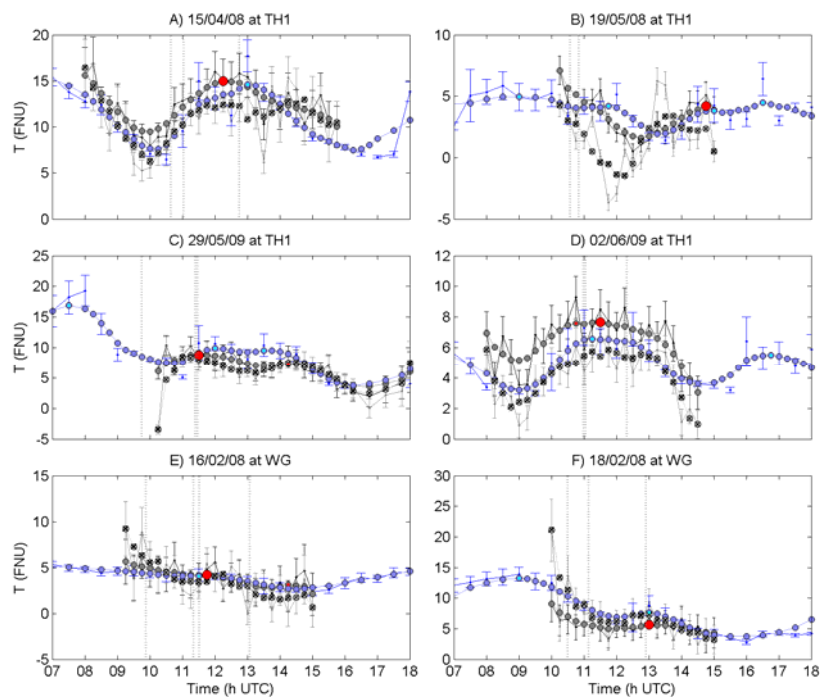 A) 15/04/08 at TH1
B) 19/05/08 at TH1
20
15
10
5
0
T (FNU)
10
5
0
-5
C) 29/05/09 at TH1
D) 02/06/09 at TH1
25
20
15
10
5
0
-5
T (FNU)
12
10
8
6
4
2
0
E) 16/02/08 at WG
F) 18/02/08 at WG
15
10
5
0
-5
T (FNU)
30
25
20
15
10
5
0
07 08 09 10 11 12 13 14 15 16 17 18
07 08 09 10 11 12 13 14 15 16 17 18
Time (h UTC)
Time (h UTC)